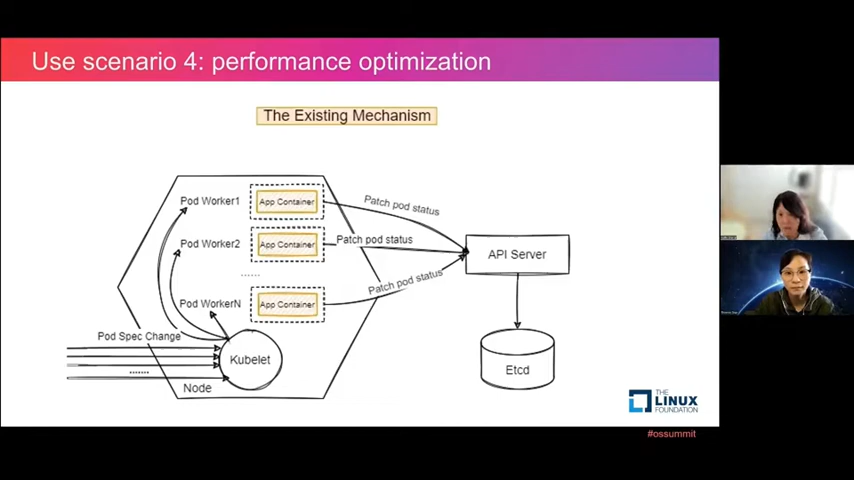 Use scenario 4: performance optimization
The Existing Mechanism
Pod Worker1
App Container
Patch pod status
Pod Worker2
App Container
Patch pod status
API Server
......
Pod WorkerN
App Container
Patch pod status
Pod Spec Change
Kubelet
.......
Node
Etcd
THE
LINUX
FOUNDATION
#ossummit